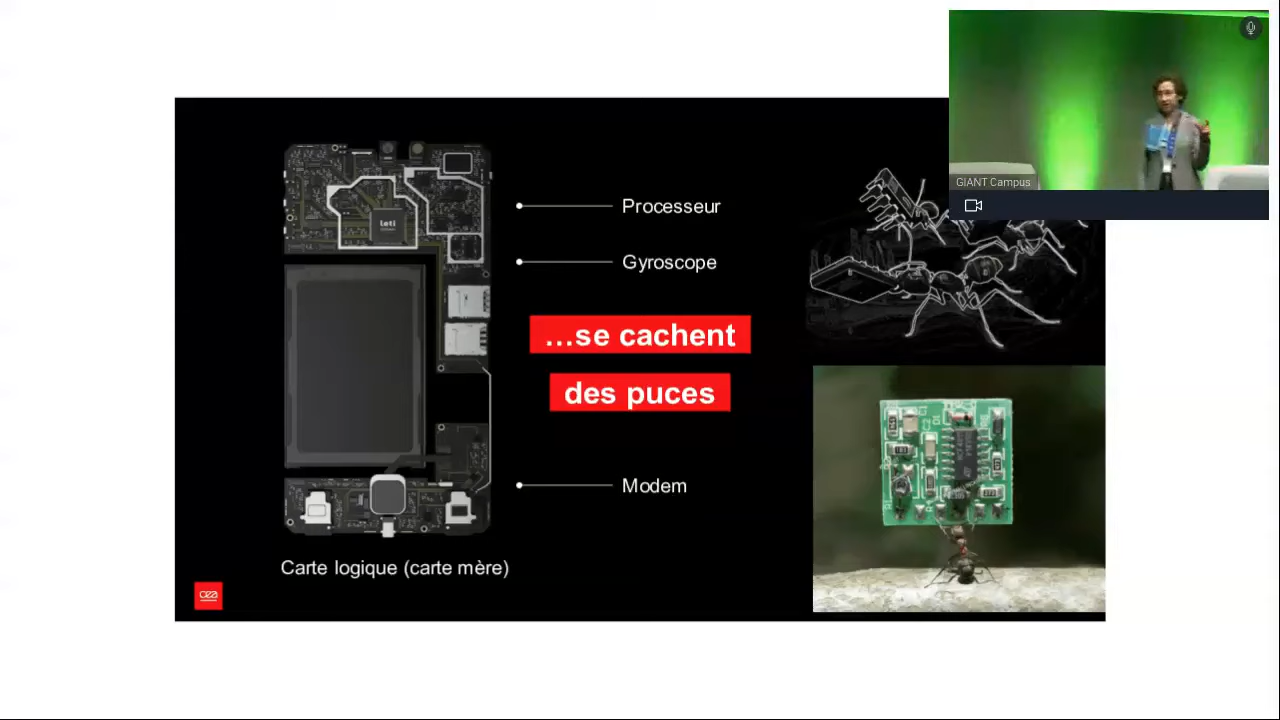 GIANT Campus
leti
Processeur
Gyroscope
...se cachent
des puces
Modem
Carte logique (carte mère)
cea